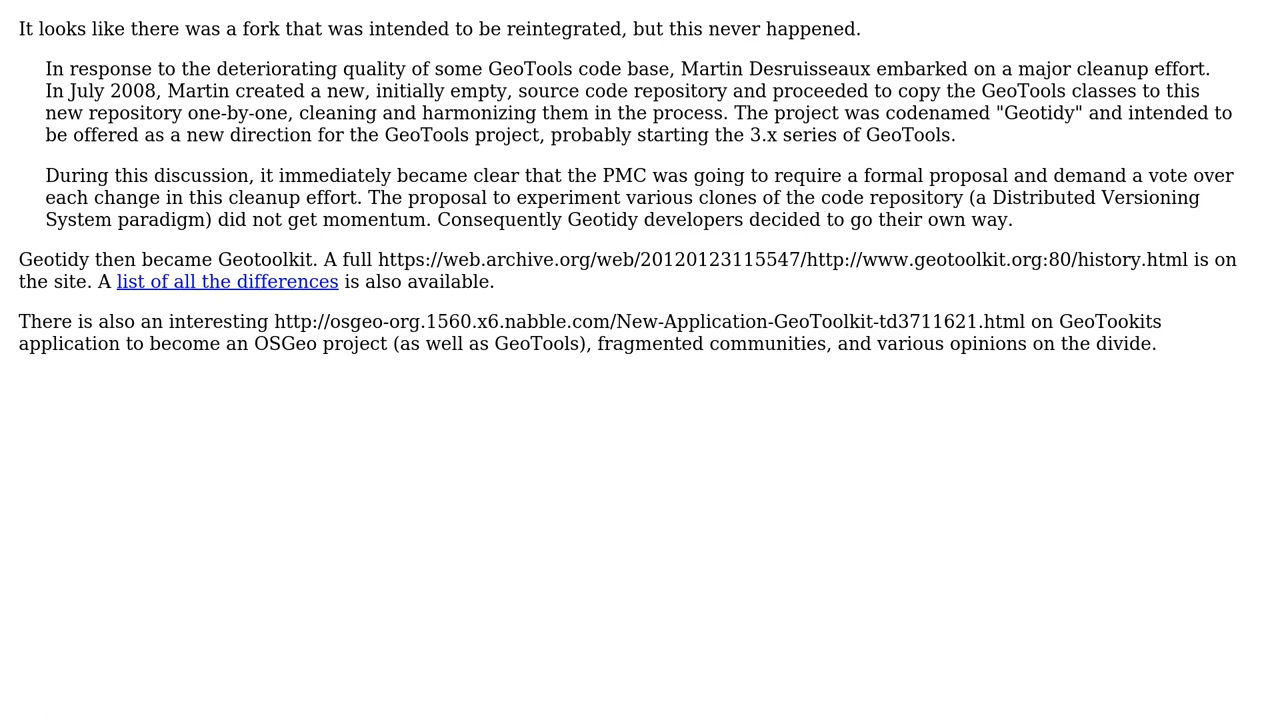 It looks like there was a fork that was intended to be reintegrated, but this never happened.
In response to the deteriorating quality of some GeoTools code base, Martin Desruisseaux embarked on a major cleanup effort.
In July 2008, Martin created a new, initially empty, source code repository and proceeded to copy the GeoTools classes to this
new repository one-by-one, cleaning and harmonizing them in the process. The project was codenamed "Geotidy" and intended to
be offered as a new direction for the GeoTools project, probably starting the 3.x series of GeoTools.
During this discussion, it immediately became clear that the PMC was going to require a formal proposal and demand a vote over
each change in this cleanup effort. The proposal to experiment various clones of the code repository (a Distributed Versioning
System paradigm) did not get momentum. Consequently Geotidy developers decided to go their own way.
Geotidy then became Geotoolkit. A full https://web.archive.org/web/20120123115547/http://www.geotoolkit.org:80/history.html is on
the site. A list of all the differences is also available.
There is also an interesting http://osgeo-org.1560.x6.nabble.com/New-Application-GeoToolkit-td3711621.html on GeoTookits
application to become an OSGeo project (as well as GeoTools), fragmented communities, and various opinions on the divide.